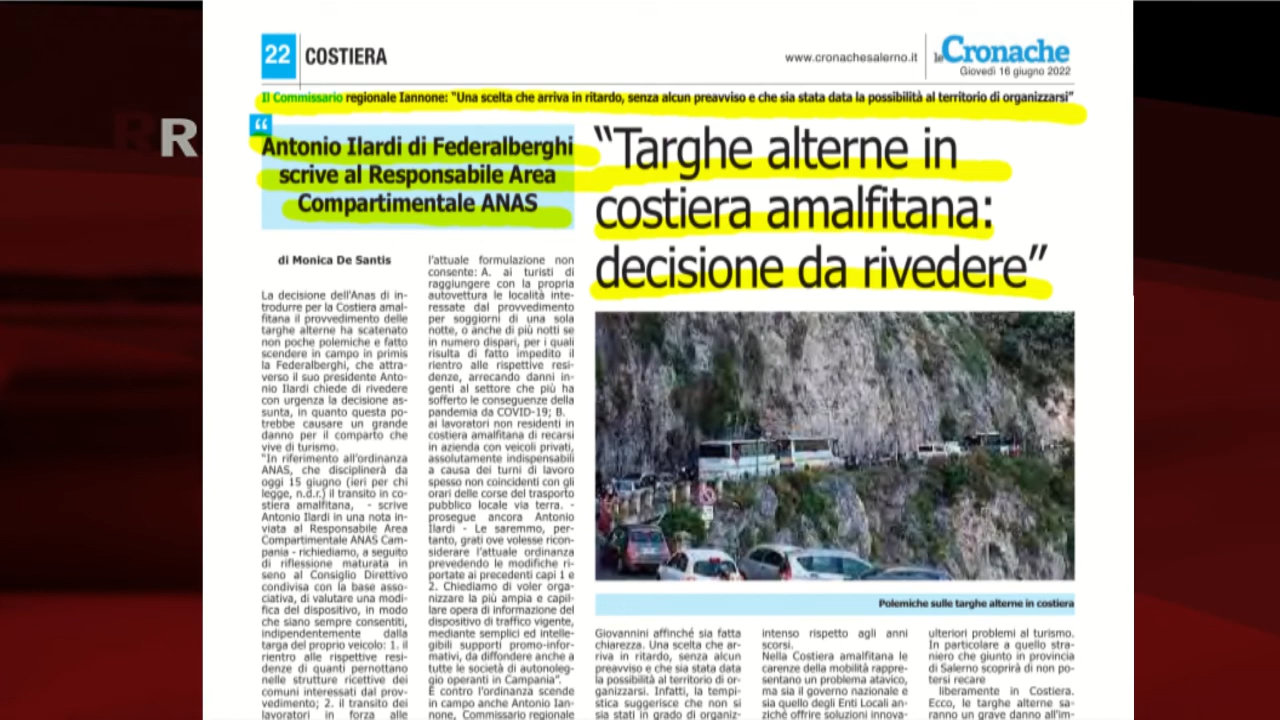 22 COSTIERA
www.cronachesalerno.it
le Cronache
Giovedì 16 giugno 2022
Il Commissario regionale Iannone: "Una scelta che arriva in ritardo, senza alcun preavviso e che sia stata data la possibilità al territorio di organizzarsi"
R
“
Antonio Ilardi di Federalberghi
scrive al Responsabile Area
Compartimentale ANAS
“Targhe alterne in
costiera amalfitana:
decisione da rivedere”
di Monica De Santis
La decisione dell'Anas di in-
trodurre per la Costiera amal-
fitana il provvedimento delle
targhe alterne ha scatenato
non poche polemiche e fatto
scendere in campo in primis
la Federalberghi, che attra-
verso il suo presidente Anto-
nio Ilardi chiede di rivedere
con urgenza la decisione as-
sunta, in quanto questa po-
trebbe causare un grande
danno per il comparto che
vive di turismo.
"In riferimento all'ordinanza
ANAS, che disciplinerà da
oggi 15 giugno (ieri per chi
legge, n.d.r.) il transito in co-
stiera amalfitana, - scrive
Antonio Ilardi in una nota in-
viata al Responsabile Area
Compartimentale ANAS Cam-
pania - richiediamo, a seguito
di riflessione maturata in
seno al Consiglio Direttivo
condivisa con la base asso-
ciativa, di valutare una modi-
fica del dispositivo, in modo
che siano sempre consentiti,
indipendentemente dalla
targa del proprio veicolo: 1. il
rientro alle rispettive resi-
denze di quanti pernottano
nelle strutture ricettive dei
comuni interessati dal prov-
vedimento; 2. il transito dei
lavoratori in forza alle
l'attuale formulazione non
consente: A. ai turisti di
raggiungere con la propria
autovettura le località inte-
ressate dal provvedimento
per soggiorni di una sola
notte, o anche di più notti se
in numero dispari, per i quali
risulta di fatto impedito il
rientro alle rispettive resi-
denze, arrecando danni in-
genti al settore che più ha
sofferto le conseguenze della
pandemia da COVID-19; B.
ai lavoratori non residenti in
costiera amalfitana di recarsi
in azienda con veicoli privati,
assolutamente indispensabili
a causa dei turni di lavoro
spesso non coincidenti con gli
orari delle corse del trasporto
pubblico locale via terra. -
prosegue ancora Antonio
Ilardi - Le saremmo, per-
tanto, grati ove volesse ricon-
siderare l'attuale ordinanza
prevedendo le modifiche ri-
portate ai precedenti capi 1 e
2. Chiediamo di voler orga-
nizzare la più ampia e capil-
lare opera di informazione del
dispositivo di traffico vigente,
mediante semplici ed intelle-
gibili supporti promo-infor-
mativi, da diffondere anche a
tutte le società di autonoleg-
gio operanti in Campania".
E contro l'ordinanza scende
in campo anche Antonio Ian-
none, Commissario regionale
Polemiche sulle targhe alterne in costiera
Giovannini affinché sia fatta
chiarezza. Una scelta che ar-
riva in ritardo, senza alcun
preavviso e che sia stata data
la possibilità al territorio di or-
ganizzarsi. Infatti, la tempi-
stica suggerisce che non si
sia stati in grado di organiz-
intenso rispetto agli anni
scorsi.
Nella Costiera amalfitana le
carenze della mobilità rappre-
sentano un problema atavico,
ma sia il governo nazionale e
sia quello degli Enti Locali an-
ziché offrire soluzioni innova-
ulteriori problemi al turismo.
In particolare a quello stra-
niero che giunto in provincia
di Salerno scoprirà di non po-
tersi recare
liberamente in Costiera.
Ecco, le targhe alterne sa-
ranno un grave danno all'im-